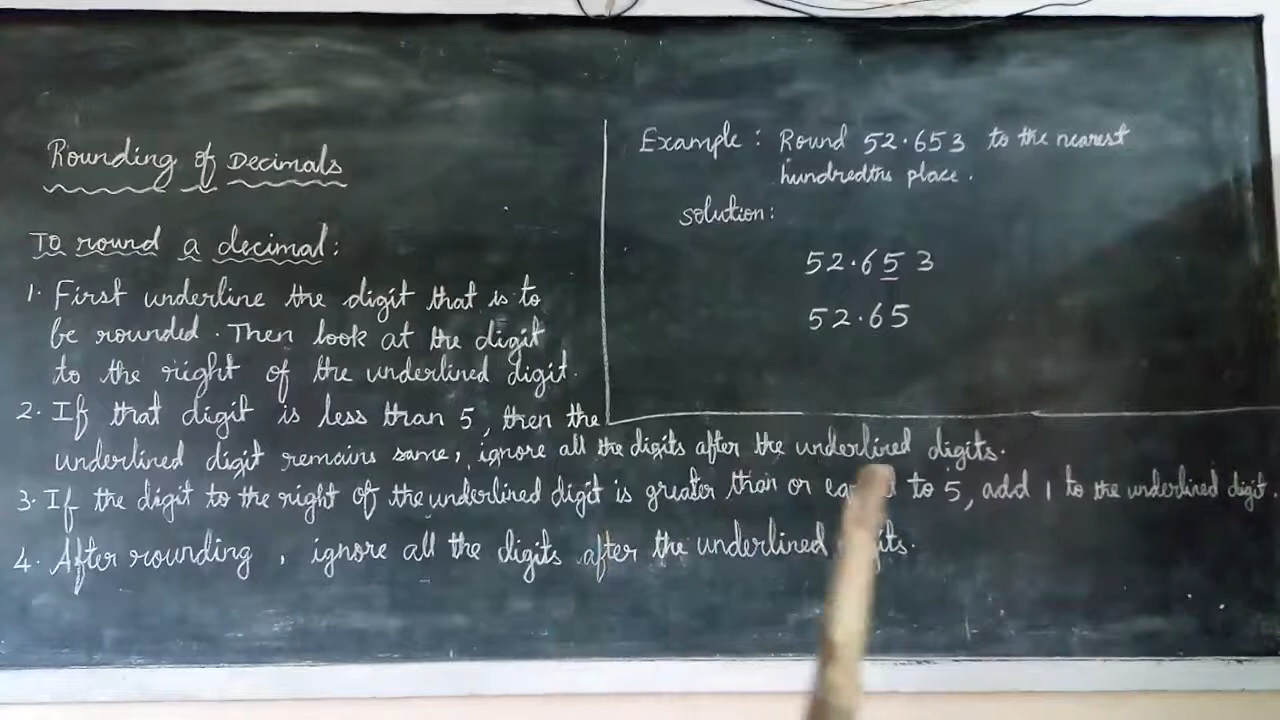 Rounding of Decimals
To round a decimal:
1. First underline the digit that is to
be rounded. Then look at the digit
to the right of the underlined digit.
2. If that digit is less than 5, then the
underlined digit remains same, ignore all the digits after the underlined digits.
3. If the digit to the right of the underlined digit is greater than or to 5, add 1 to the underlined digit.
4. After rounding, ignore all the digits after the underlined
Example: Round 52.653 to the nearest
hundredths place.
solution:
52.653
52.65